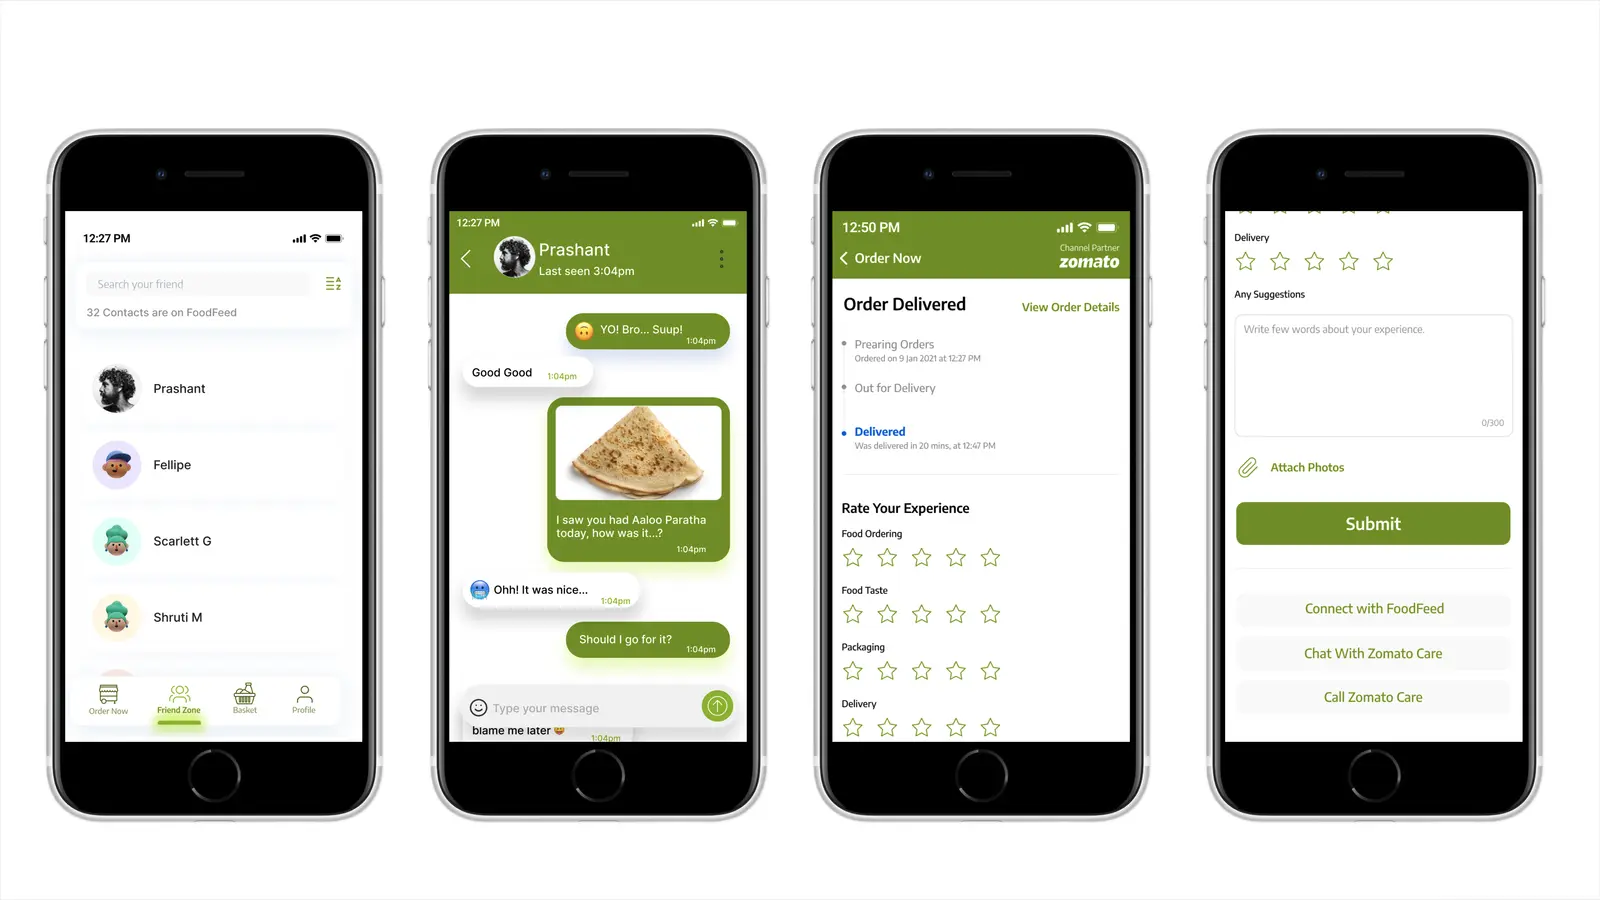 12:27 PM
Search your friend
A
Z
32 Contacts are on FoodFeed
Prashant
Fellipe
Scarlett G
Shruti M
Order Now
Friend Zone
Basket
Profile
12:27 PM
Prashant
Last seen 3:04pm
YO! Bro... Suup!
1:04pm
Good Good
1:04pm
I saw you had Aaloo Paratha
today, how was it...?
1:04pm
Ohh! It was nice...
1:04pm
Should I go for it?
1:04pm
Type your message
blame me later
1:04pm
12:50 PM
Channel Partner
Order Now
zomato
Order Delivered
View Order Details
Prearing Orders
Ordered on 9 Jan 2021 at 12:27 PM
Out for Delivery
Delivered
Was delivered in 20 mins, at 12:47 PM
Rate Your Experience
Food Ordering
Food Taste
Packaging
Delivery
Delivery
Any Suggestions
Write few words about your experience.
0/300
Attach Photos
Submit
Connect with FoodFeed
Chat With Zomato Care
Call Zomato Care